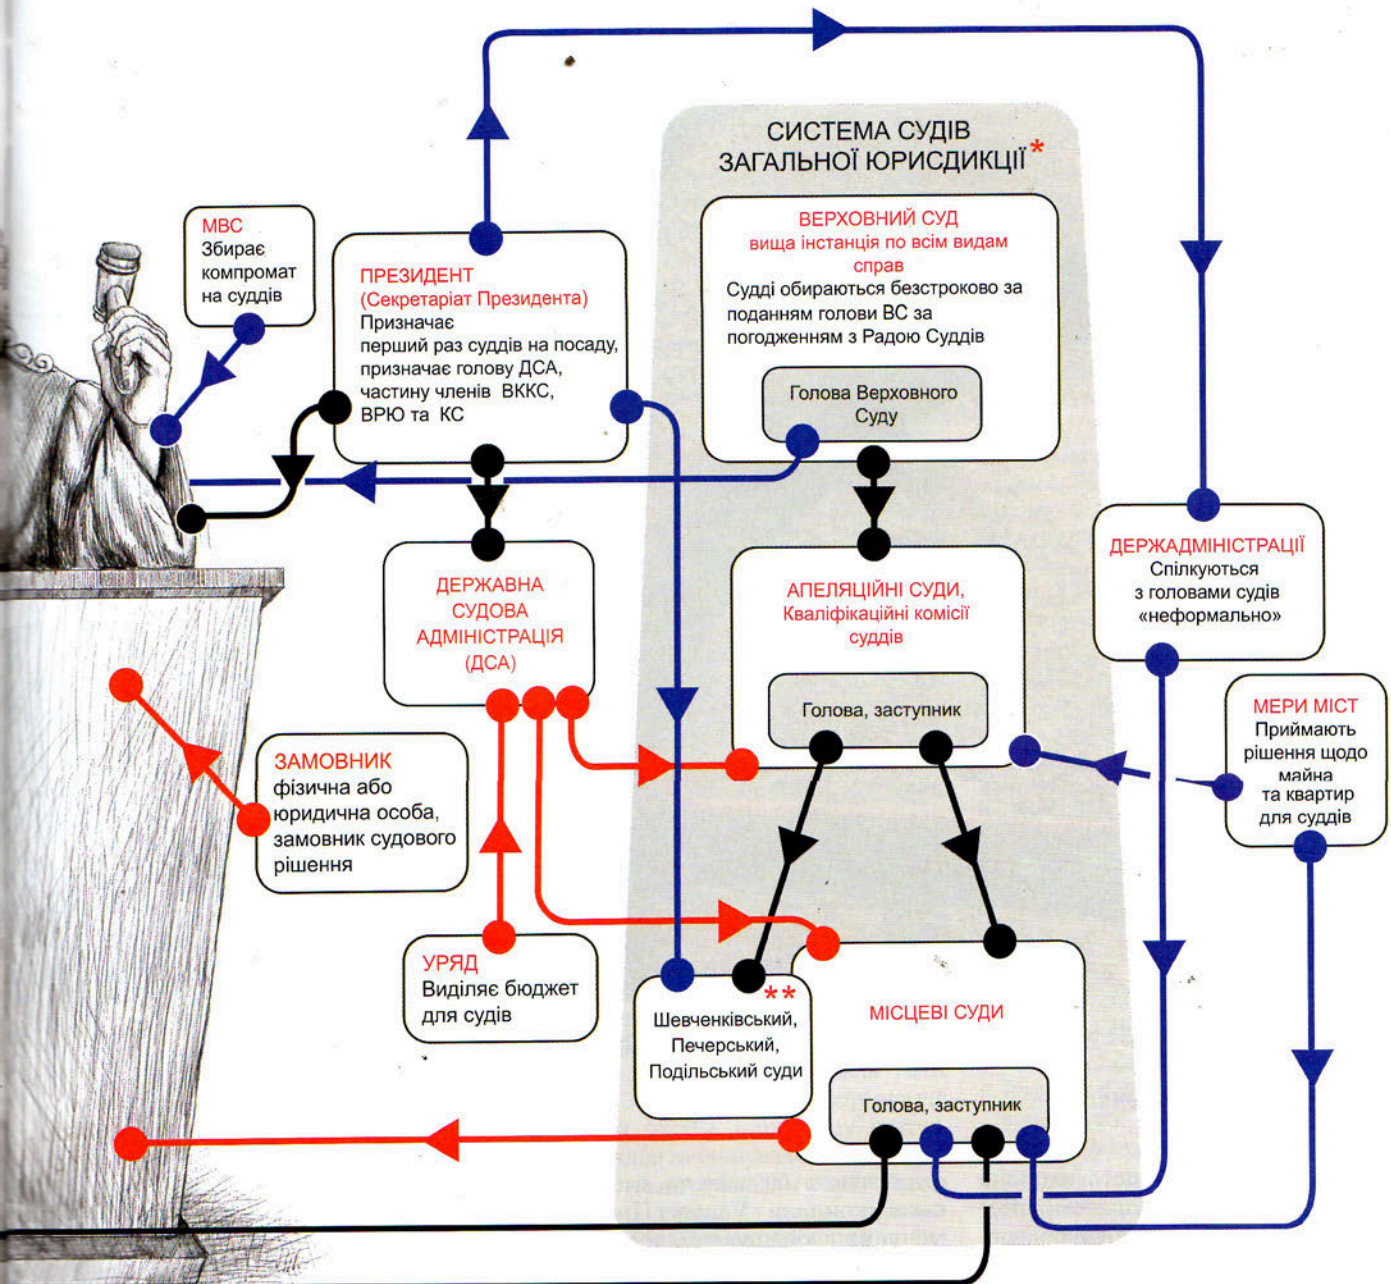 СИСТЕМА СУДІВ
ЗАГАЛЬНОЇ ЮРИСДИКЦІЇ*
МВС
Збирає
компромат
на суддів
ПРЕЗИДЕНТ
(Секретаріат Президента)
Призначає
перший раз суддів на посаду,
призначає голову ДСА,
частину членів ВККС,
ВРЮ та КС
ВЕРХОВНИЙ СУД
вища інстанція по всім видам
справ
Судді обираються безстроково за
поданням голови ВС за
погодженням з Радою Суддів
Голова Верховного
Суду
ДЕРЖАВНА
СУДОВА
АДМІНІСТРАЦІЯ
(ДСА)
АПЕЛЯЦІЙНІ СУДИ,
Кваліфікаційні комісії
суддів
Голова, заступник
ДЕРЖАДМІНІСТРАЦІЇ
Спілкуються
з головами судів
«неформально»
МЕРИ МІСТ
Приймають
рішення щодо
майна
та квартир
для суддів
ЗАМОВНИК
фізична або
юридична особа,
замовник судового
рішення
УРЯД
Виділяє бюджет
для судів
**
Шевченківський,
Печерський,
Подільський суди
МІСЦЕВІ СУДИ
Голова, заступник